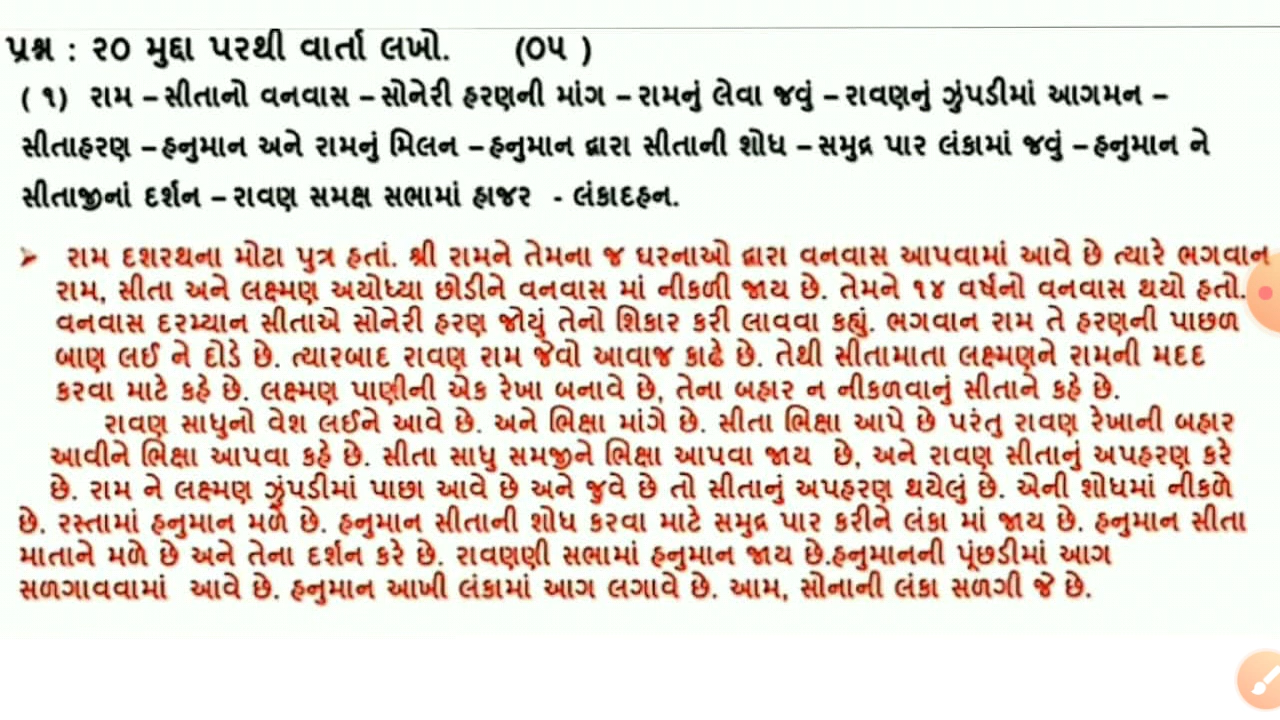 પ્રશ્ન : ૨૦ મુદ્દા પરથી વાર્તા લખો. (૦૫ )
( ૧) રામ – સીતાનો વનવાસ – સોનેરી હરણની માંગ – રામનું લેવા જવું – રાવણનું ઝુંપડીમાં આગમન –
સીતાહરણ – હનુમાન અને રામનું મિલન – હનુમાન દ્વારા સીતાની શોધ – સમુદ્ર પાર લંકામાં જવું – હનુમાન ને
સીતાજીનાં દર્શન – રાવણ સમક્ષ સભામાં હાજર - લંકાદહન.
➢ રામ દશરથના મોટા પુત્ર હતાં. શ્રી રામને તેમના જ ઘરનાઓ દ્વારા વનવાસ આપવામાં આવે છે ત્યારે ભગવાન
રામ, સીતા અને લક્ષ્મણ અયોધ્યા છોડીને વનવાસ માં નીકળી જાય છે. તેમને ૧૪ વર્ષનો વનવાસ થયો હતો.
વનવાસ દરમ્યાન સીતાએ સોનેરી હરણ જોયું તેનો શિકાર કરી લાવવા કહ્યું. ભગવાન રામ તે હરણની પાછળ
બાણ લઈ ને દોડે છે. ત્યારબાદ રાવણ રામ જેવો આવાજ કાઢે છે. તેથી સીતામાતા લક્ષ્મણને રામની મદદ
કરવા માટે કહે છે. લક્ષ્મણ પાણીની એક રેખા બનાવે છે, તેના બહાર ન નીકળવાનું સીતાને કહે છે.
રાવણ સાધુનો વેશ લઈને આવે છે. અને ભિક્ષા માંગે છે. સીતા ભિક્ષા આપે છે પરંતુ રાવણ રેખાની બહાર
આવીને ભિક્ષા આપવા કહે છે. સીતા સાધુ સમજીને ભિક્ષા આપવા જાય છે, અને રાવણ સીતાનું અપહરણ કરે
છે. રામ ને લક્ષ્મણ ઝુંપડીમાં પાછા આવે છે અને જુવે છે તો સીતાનું અપહરણ થયેલું છે. એની શોધમાં નીકળે
છે. રસ્તામાં હનુમાન મળે છે. હનુમાન સીતાની શોધ કરવા માટે સમુદ્ર પાર કરીને લંકા માં જાય છે. હનુમાન સીતા
માતાને મળે છે અને તેના દર્શન કરે છે. રાવણણી સભામાં હનુમાન જાય છે.હનુમાનની પૂંછડીમાં આગ
સળગાવવામાં આવે છે. હનુમાન આખી લંકામાં આગ લગાવે છે. આમ, સોનાની લંકા સળગી જે છે.